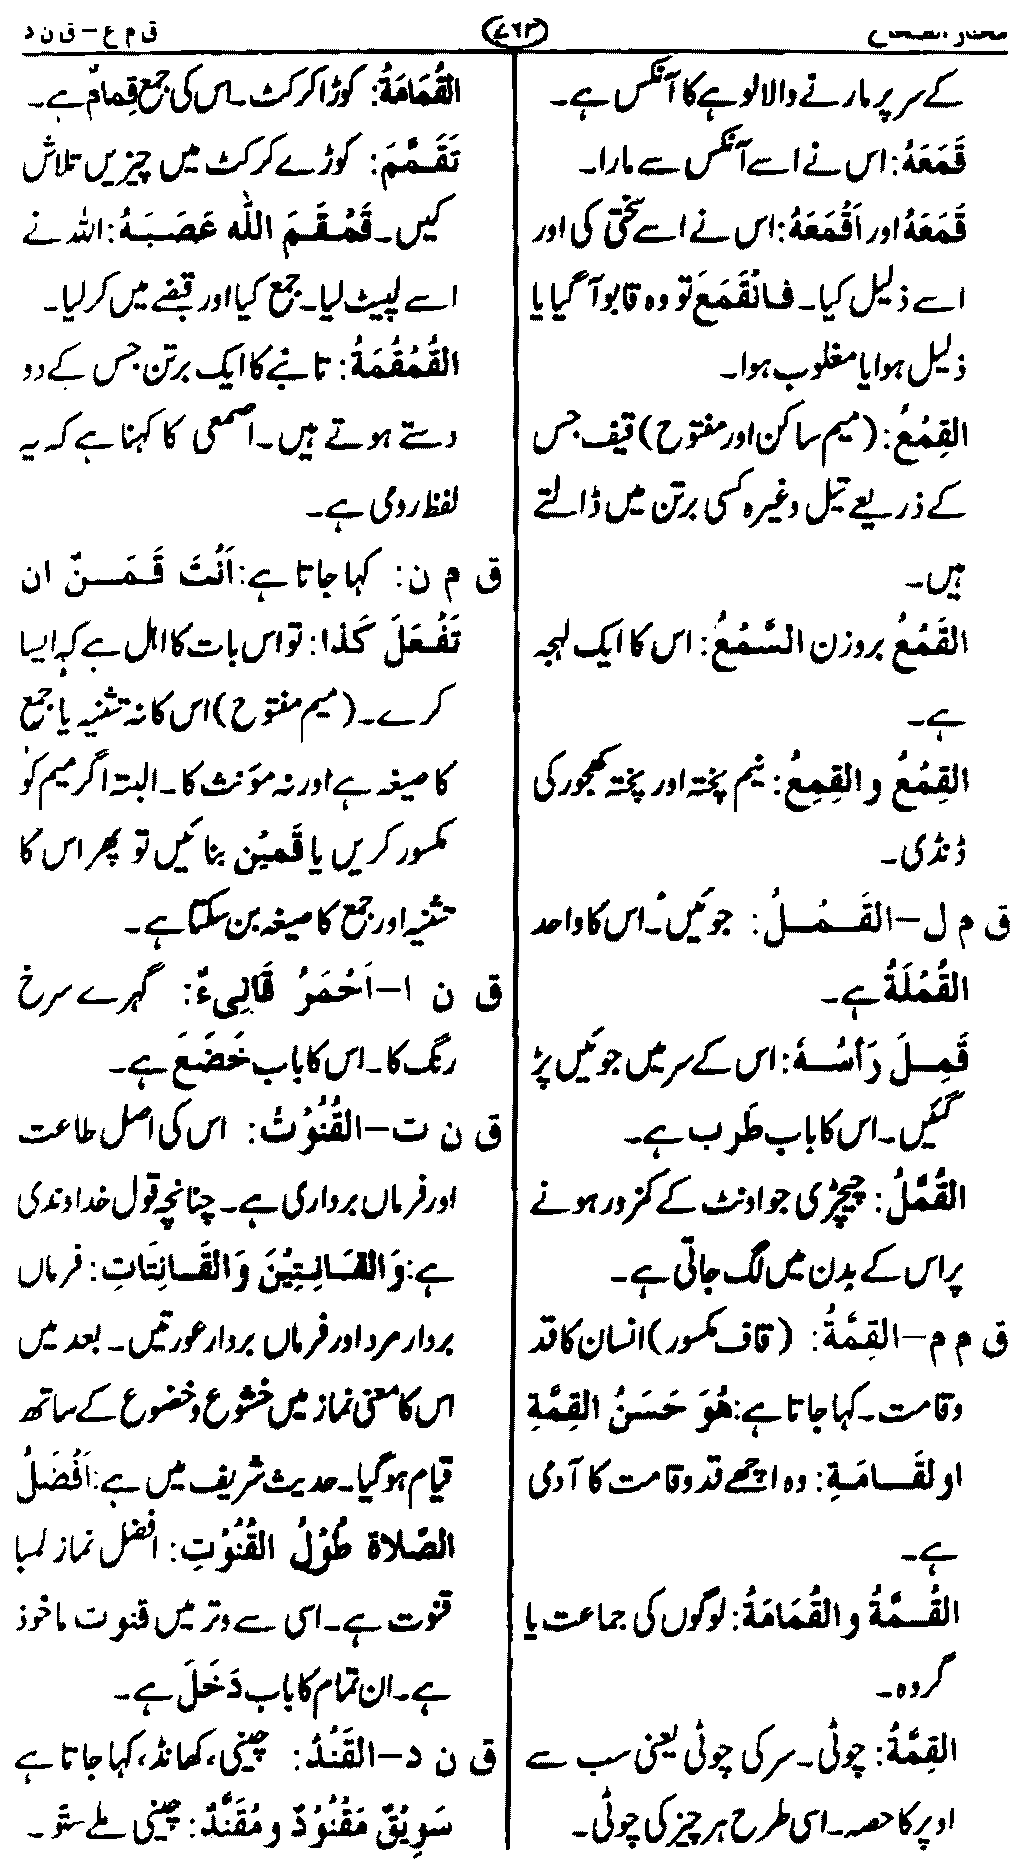 مختار الصحاح
۷۶۳
ق م ع – ق ن د
کے سر پر مارنے والا لوہے کا آنکس ہے۔
قَمَعَهُ: اس نے اسے آنکس سے مارا۔
قَمَعَهُ اور اَقْمَعَهُ: اس نے اسے سختی کی اور
اسے ذلیل کیا۔ فَانْقَمَعَ تو وہ قابو آ گیا یا
ذلیل ہوا یا مغلوب ہوا۔
القِمْعُ: (میم ساکن اور مفتوح) قیف جس
کے ذریعے تیل وغیرہ کسی برتن میں ڈالتے
ہیں۔
القَمْعُ بروزن السَّمْعُ: اس کا ایک لہجہ
ہے۔
القِمْعُ و القِمِعُ: نیم پختہ اور پختہ کھجور کی
ڈنڈی۔
ق م ل – القَمْلُ: جوئیں۔ اس کا واحد
القُمْلَةُ ہے۔
قَمِلَ رَأسُهُ: اس کے سر میں جوئیں پڑ
گئیں۔ اس کا باب طَرِب ہے۔
القُمَّلُ: چیچڑی جو اونٹ کے کمزور ہونے
پر اس کے بدن میں لگ جاتی ہے۔
ق م م – القِمَّةُ: (قاف مکسور) انسان کا قد
وقامت۔ کہا جاتا ہے: هُوَ حَسَنُ القِمَّةِ
او لقَامَةِ: وہ اچھے قد و قامت کا آدمی
ہے۔
القُمَّةُ و القُمَامَةُ: لوگوں کی جماعت یا
گروہ۔
القِمَّةُ: چوٹی۔ سر کی چوٹی یعنی سب سے
اوپر کا حصہ۔ اسی طرح ہر چیز کی چوٹی۔
القُمَامَةُ: کوڑا کرکٹ۔ اس کی جمع قِمامٌ ہے۔
تَقَمَّمَ: کوڑے کرکٹ میں چیزیں تلاش
کیں۔ قَمْقَمَ اللّٰه عَصَبَهُ: اللہ نے
اسے لپیٹ لیا۔ جمع کیا اور قبضے میں کر لیا۔
القُمْقُمَةُ: تانبے کا ایک برتن جس کے دو
دستے ہوتے ہیں۔ اصمعی کا کہنا ہے کہ یہ
لفظ رومی ہے۔
ق م ن: کہا جاتا ہے: اَنْتَ قَمَنٌ ان
تَفْعَلَ كَذا: تو اس بات کا اہل ہے کہ ایسا
کرے۔ (میم مفتوح) اس کا نہ تثنیہ یا جمع
کا صیغہ ہے اور نہ مؤنث کا۔ البتہ اگر میم کو
مکسور کریں یا قَمِيْن بنائیں تو پھر اس کا
تثنیہ اور جمع کا صیغہ بن سکتا ہے۔
ق ن ا – اَحْمَرُ قَانِیءٌ: گہرے سرخ
رنگ کا۔ اس کا باب خَضَعَ ہے۔
ق ن ت – القُنُوْتُ: اس کی اصل طاعت
اور فرماں برداری ہے۔ چنانچہ قول خداوندی
ہے: وَالقَانِتِيْنَ وَالقَانِتَاتِ: فرماں
بردار مرد اور فرماں بردار عورتیں۔ بعد میں
اس کا معنی نماز میں خشوع و خضوع کے ساتھ
قیام ہو گیا۔ حدیث شریف میں ہے: اَفْضَلُ
الصَّلاة طُوْلُ القُنُوْتِ: افضل نماز لمبا
قنوت ہے۔ اسی سے وتر میں قنوت ماخوذ
ہے۔ ان تمام کا باب دَخَلَ ہے۔
ق ن د – القَنْدُ: چینی، کھانڈ، کہا جاتا ہے
سَوِيْقٌ مَقْنُوْدٌ و مُقَنَّدٌ: چینی ملے ستو۔